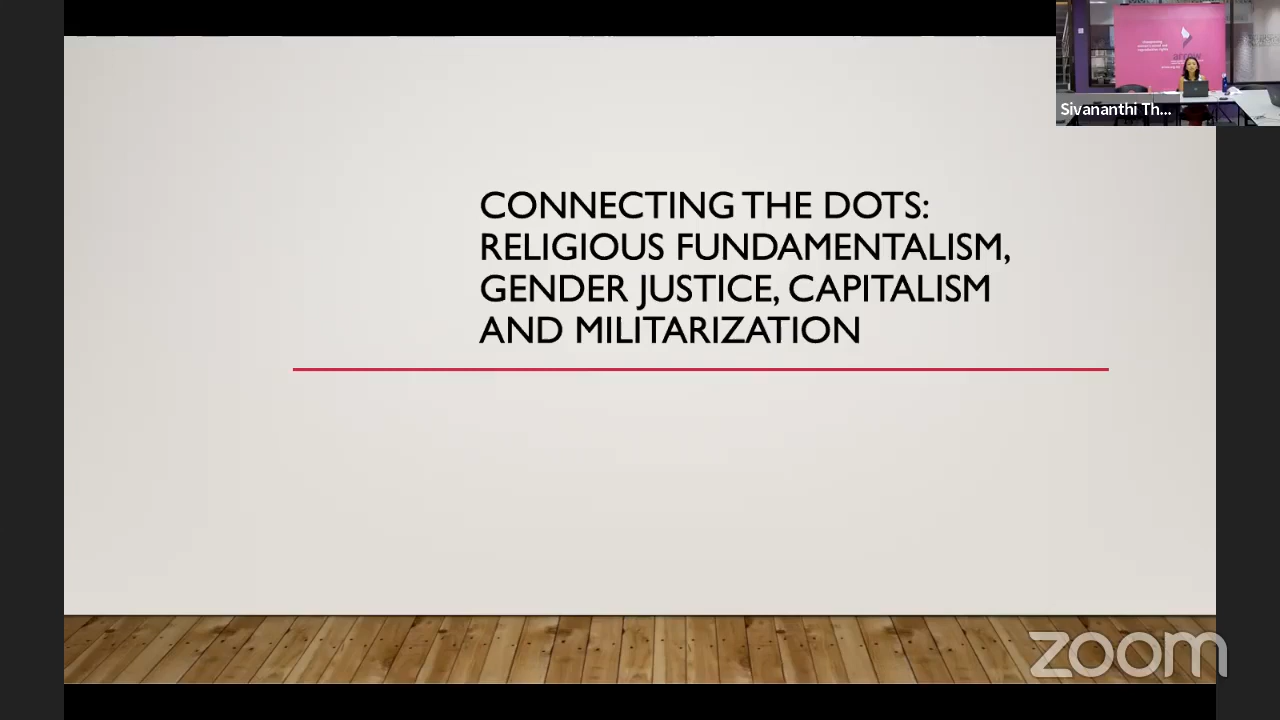 CONNECTING THE DOTS:
RELIGIOUS FUNDAMENTALISM,
GENDER JUSTICE, CAPITALISM
AND MILITARIZATION
Sivananthi Th...
zoom